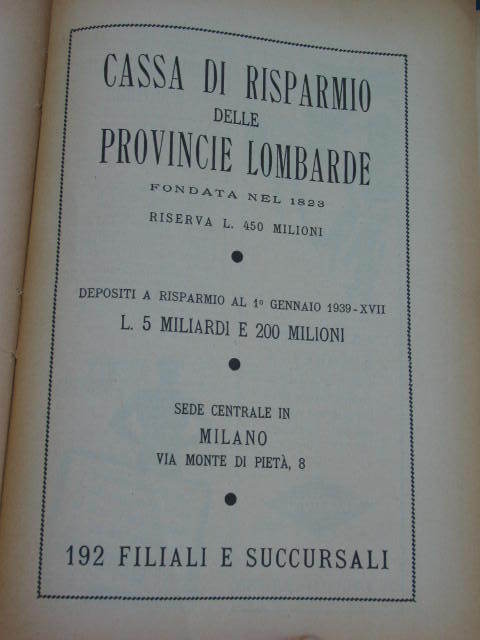 CASSA DI RISPARMIO
DELLE
PROVINCIE LOMBARDE
FONDATA NEL 1823
RISERVA L. 450 MILIONI
DEPOSITI A RISPARMIO AL 1º GENNAIO 1939-XVII
L. 5 MILIARDI E 200 MILIONI
SEDE CENTRALE IN
MILANO
VIA MONTE DI PIETÀ, 8
192 FILIALI E SUCCURSALI